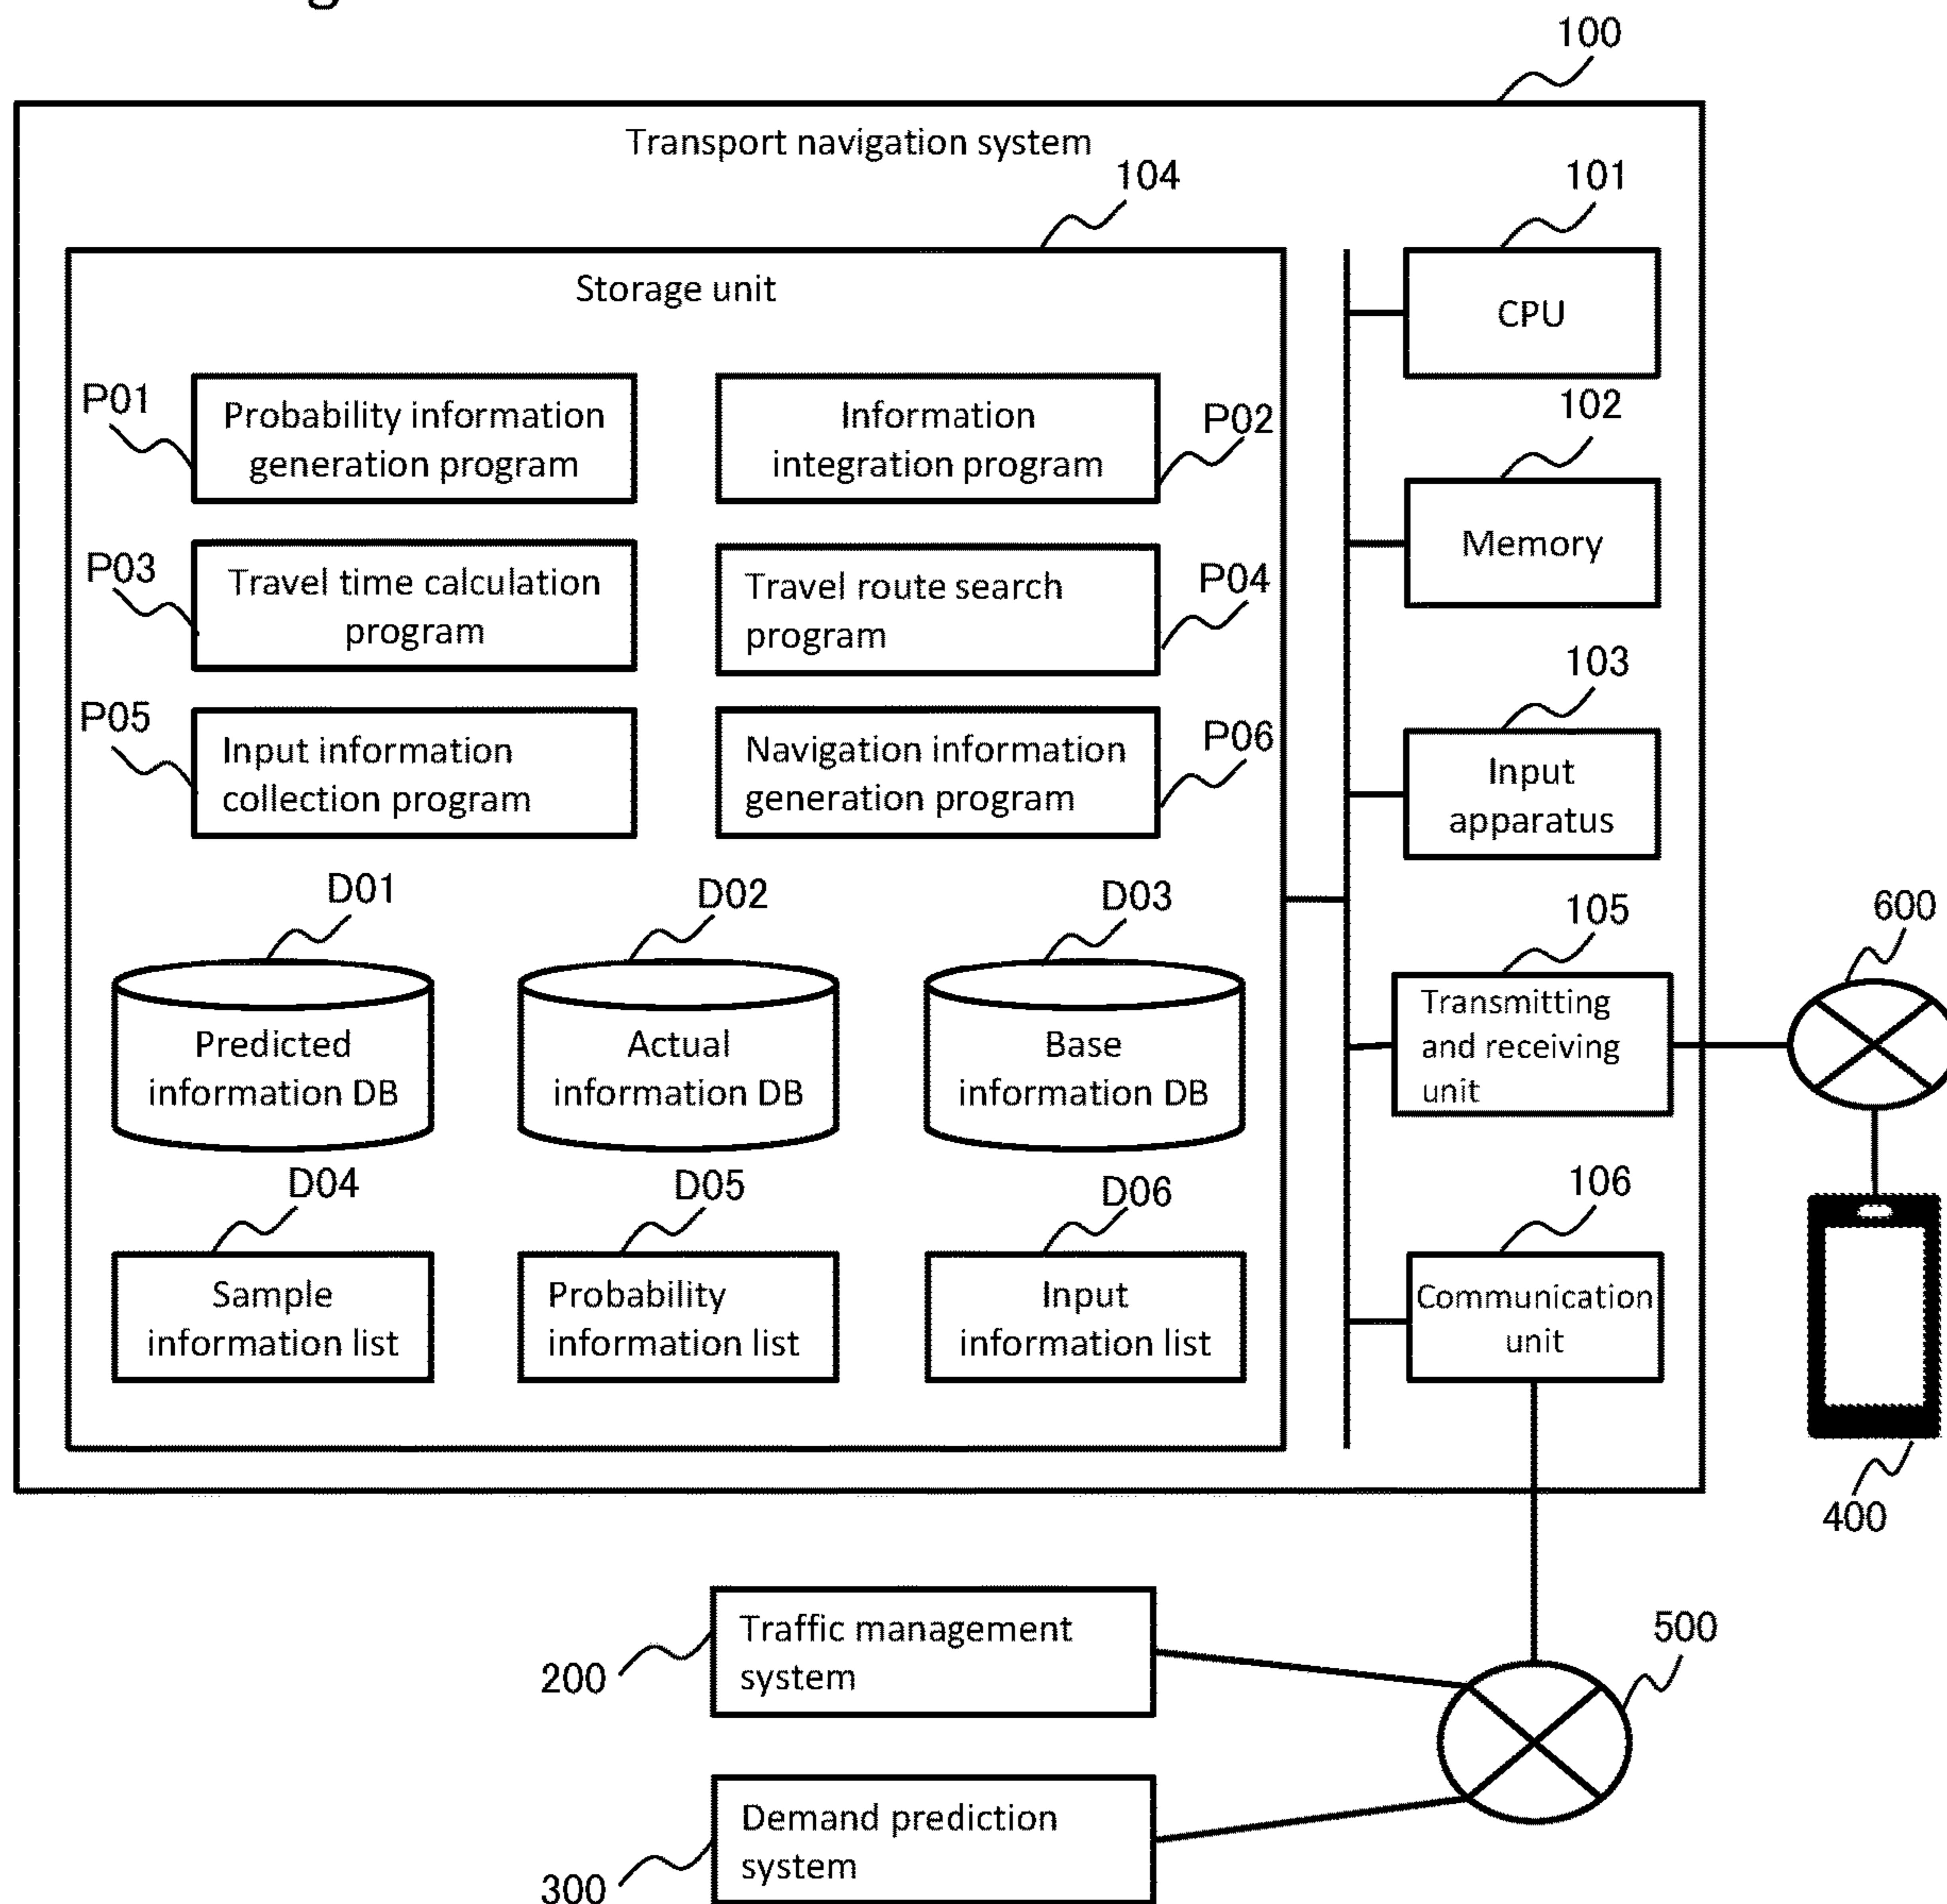 100
Transport navigation system
104
101
Storage unit
CPU
P01
Probability information
generation program
Information
integration program
P02
102
Memory
P03
Travel time calculation
program
Travel route search
program
P04
103
Input
apparatus
P05
Input information
collection program
Navigation information
generation program
P06
D01
D02
D03
105
600
Predicted
information DB
Actual
information DB
Base
information DB
Transmitting
and receiving
unit
D04
D05
D06
106
Sample
information list
Probability
information list
Input
information list
Communication
unit
400
Traffic management
system
200
500
Demand prediction
system
300